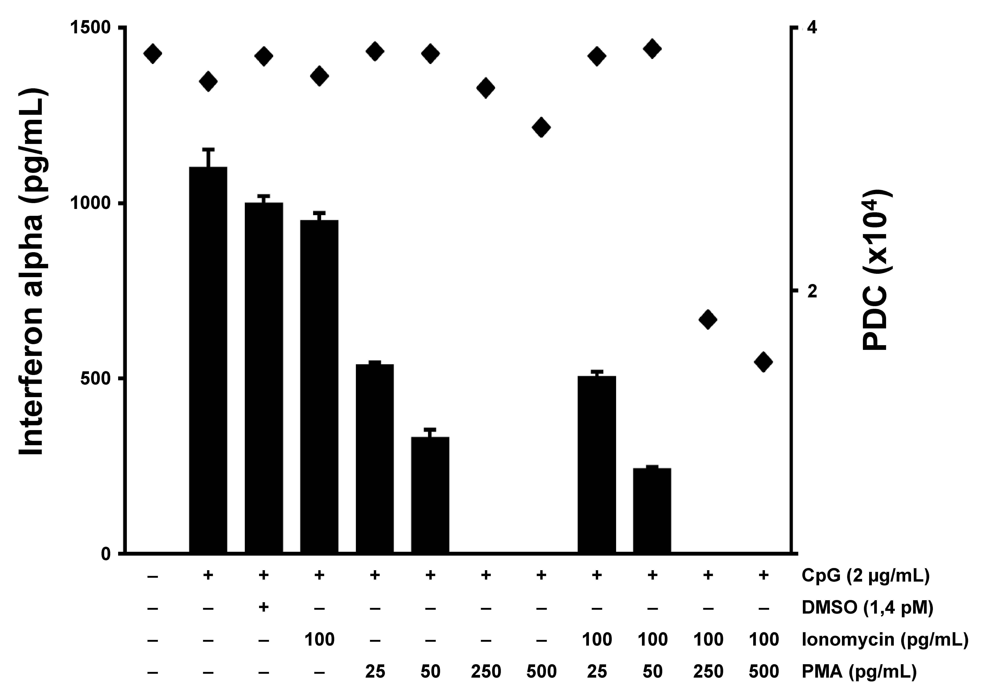 1500
1000
500
0
Interferon alpha (pg/mL)
4
2
PDC (x10⁴)
– + + + + + + + + + + + CpG (2 µg/mL)
– – + – – – – – – – – – DMSO (1,4 pM)
– – – 100 – – – – 100 100 100 100 Ionomycin (pg/mL)
– – – – 25 50 250 500 25 50 250 500 PMA (pg/mL)